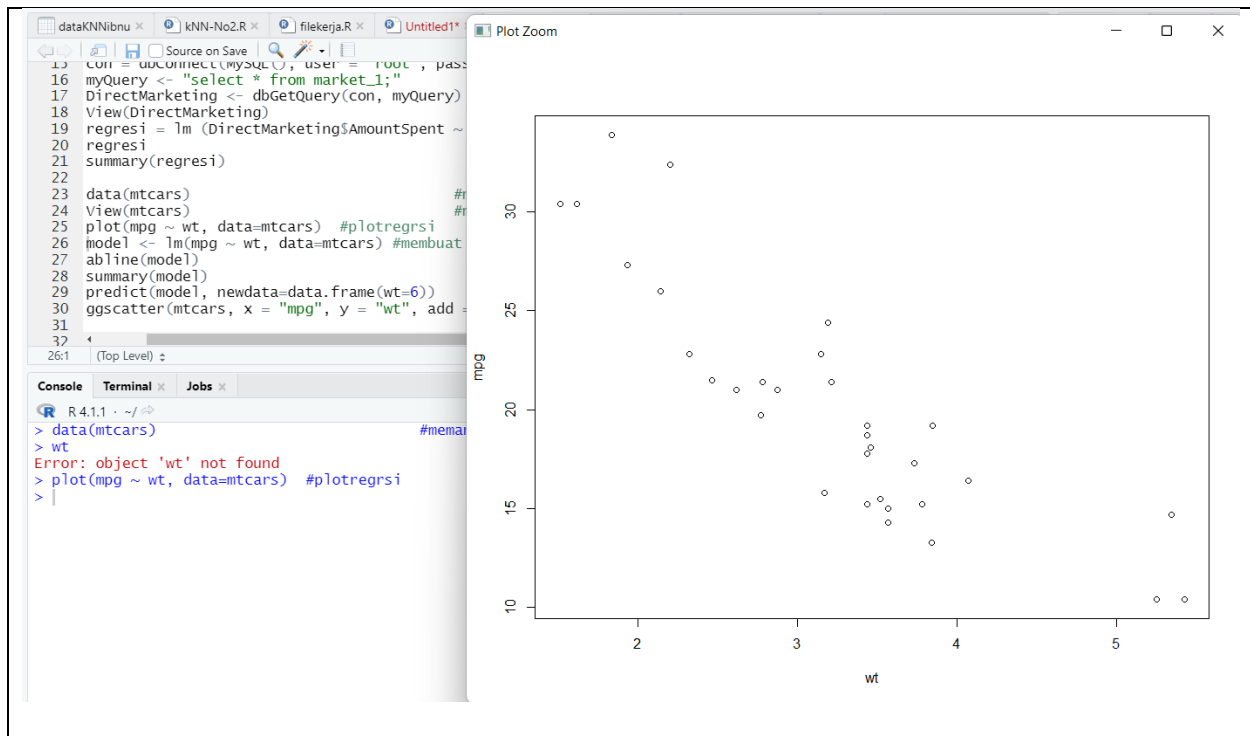 dataKNNibnu × kNN-No2.R × filekerja.R × Untitled1* ×
Source on Save
15 con = dbConnect(MySQL(), user = "root", pass
16 myQuery <- "select * from market_1;"
17 DirectMarketing <- dbGetQuery(con, myQuery)
18 View(DirectMarketing)
19 regresi = lm (DirectMarketing$AmountSpent ~
20 regresi
21 summary(regresi)
22
23 data(mtcars) #m
24 View(mtcars) #m
25 plot(mpg ~ wt, data=mtcars) #plotregrsi
26 model <- lm(mpg ~ wt, data=mtcars) #membuat
27 abline(model)
28 summary(model)
29 predict(model, newdata=data.frame(wt=6))
30 ggscatter(mtcars, x = "mpg", y = "wt", add =
31
32
26:1 (Top Level)
Console Terminal × Jobs ×
R 4.1.1 · ~/
> data(mtcars) #meman
> wt
Error: object 'wt' not found
> plot(mpg ~ wt, data=mtcars) #plotregrsi
>
Plot Zoom
mpg
30
25
20
15
10
2 3 4 5
wt